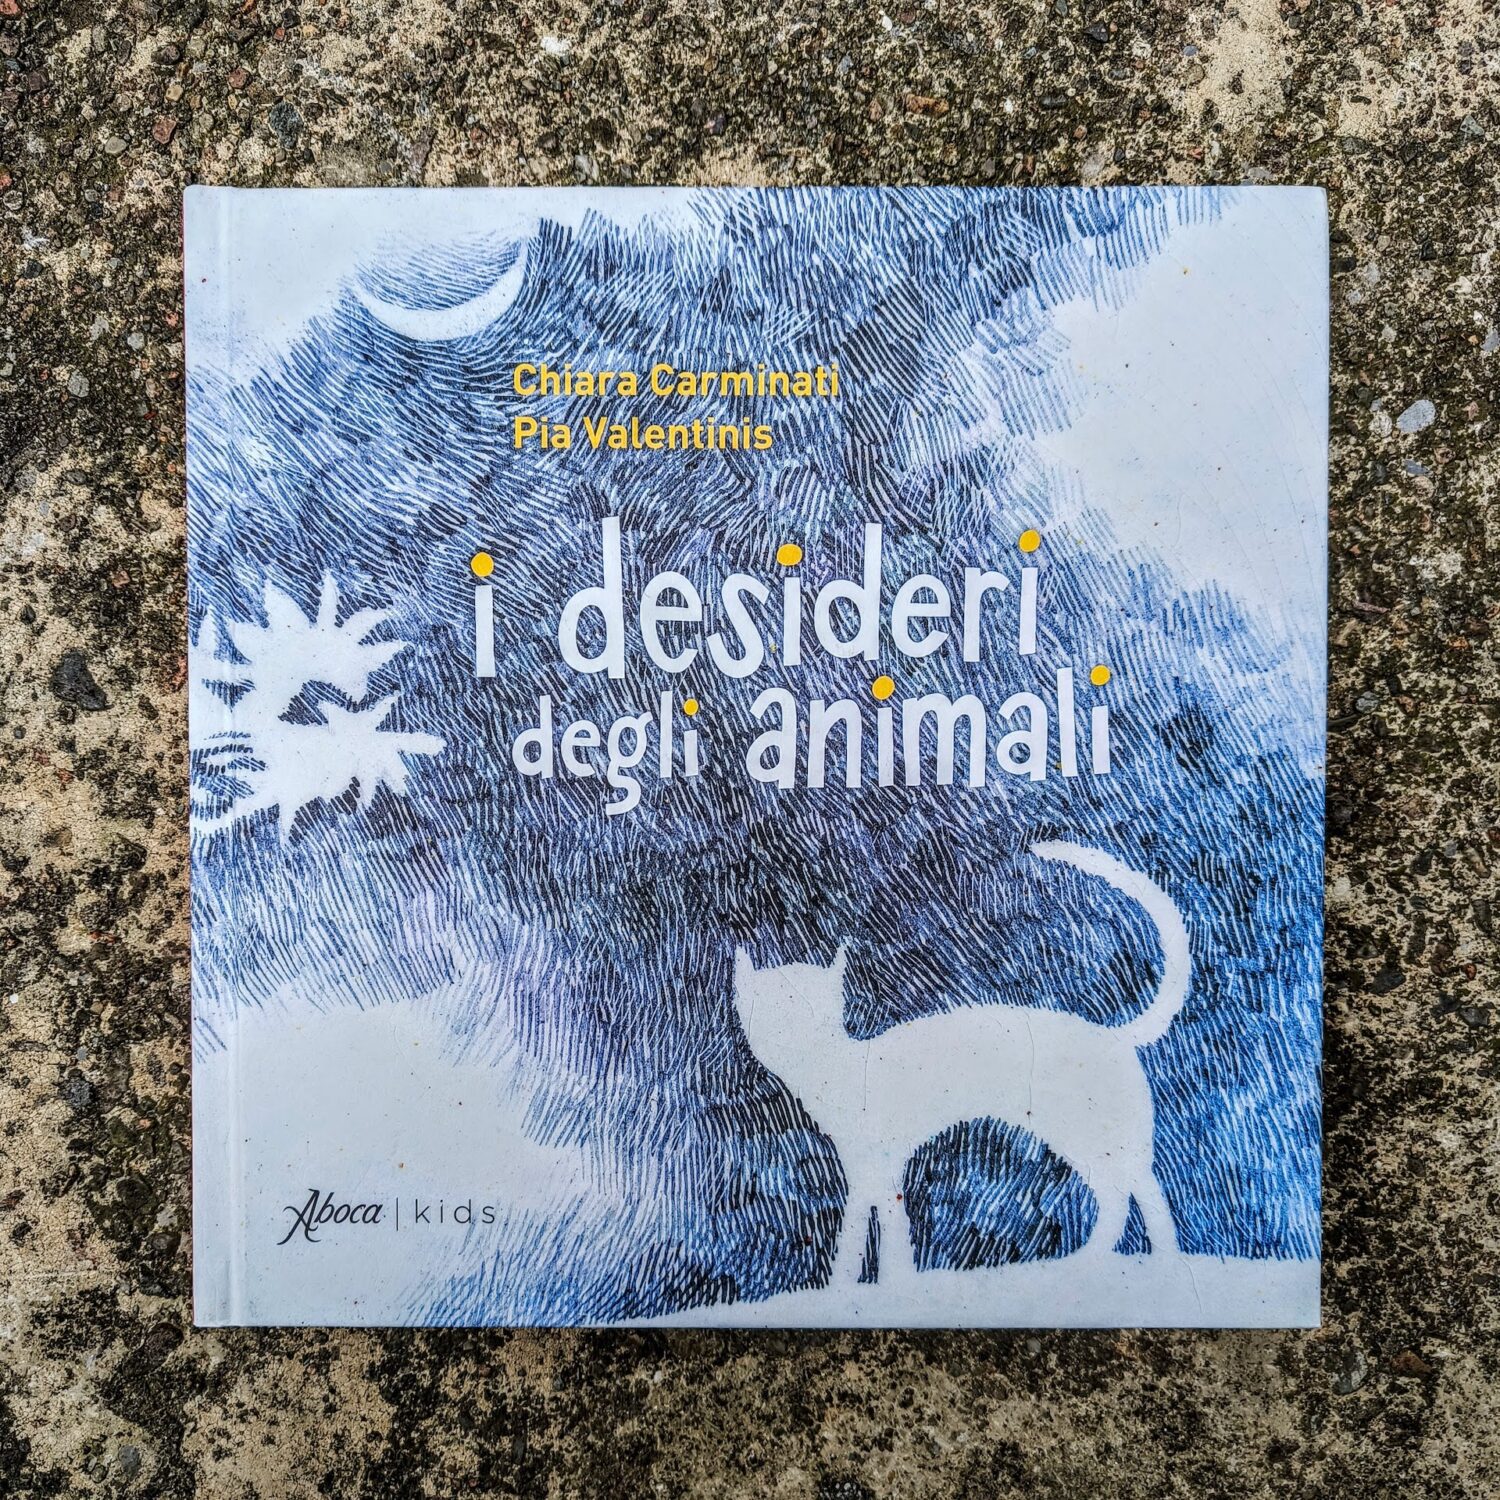 Chiara Carminati
Pia Valentinis
i desideri
degli animali
Aboca | kids